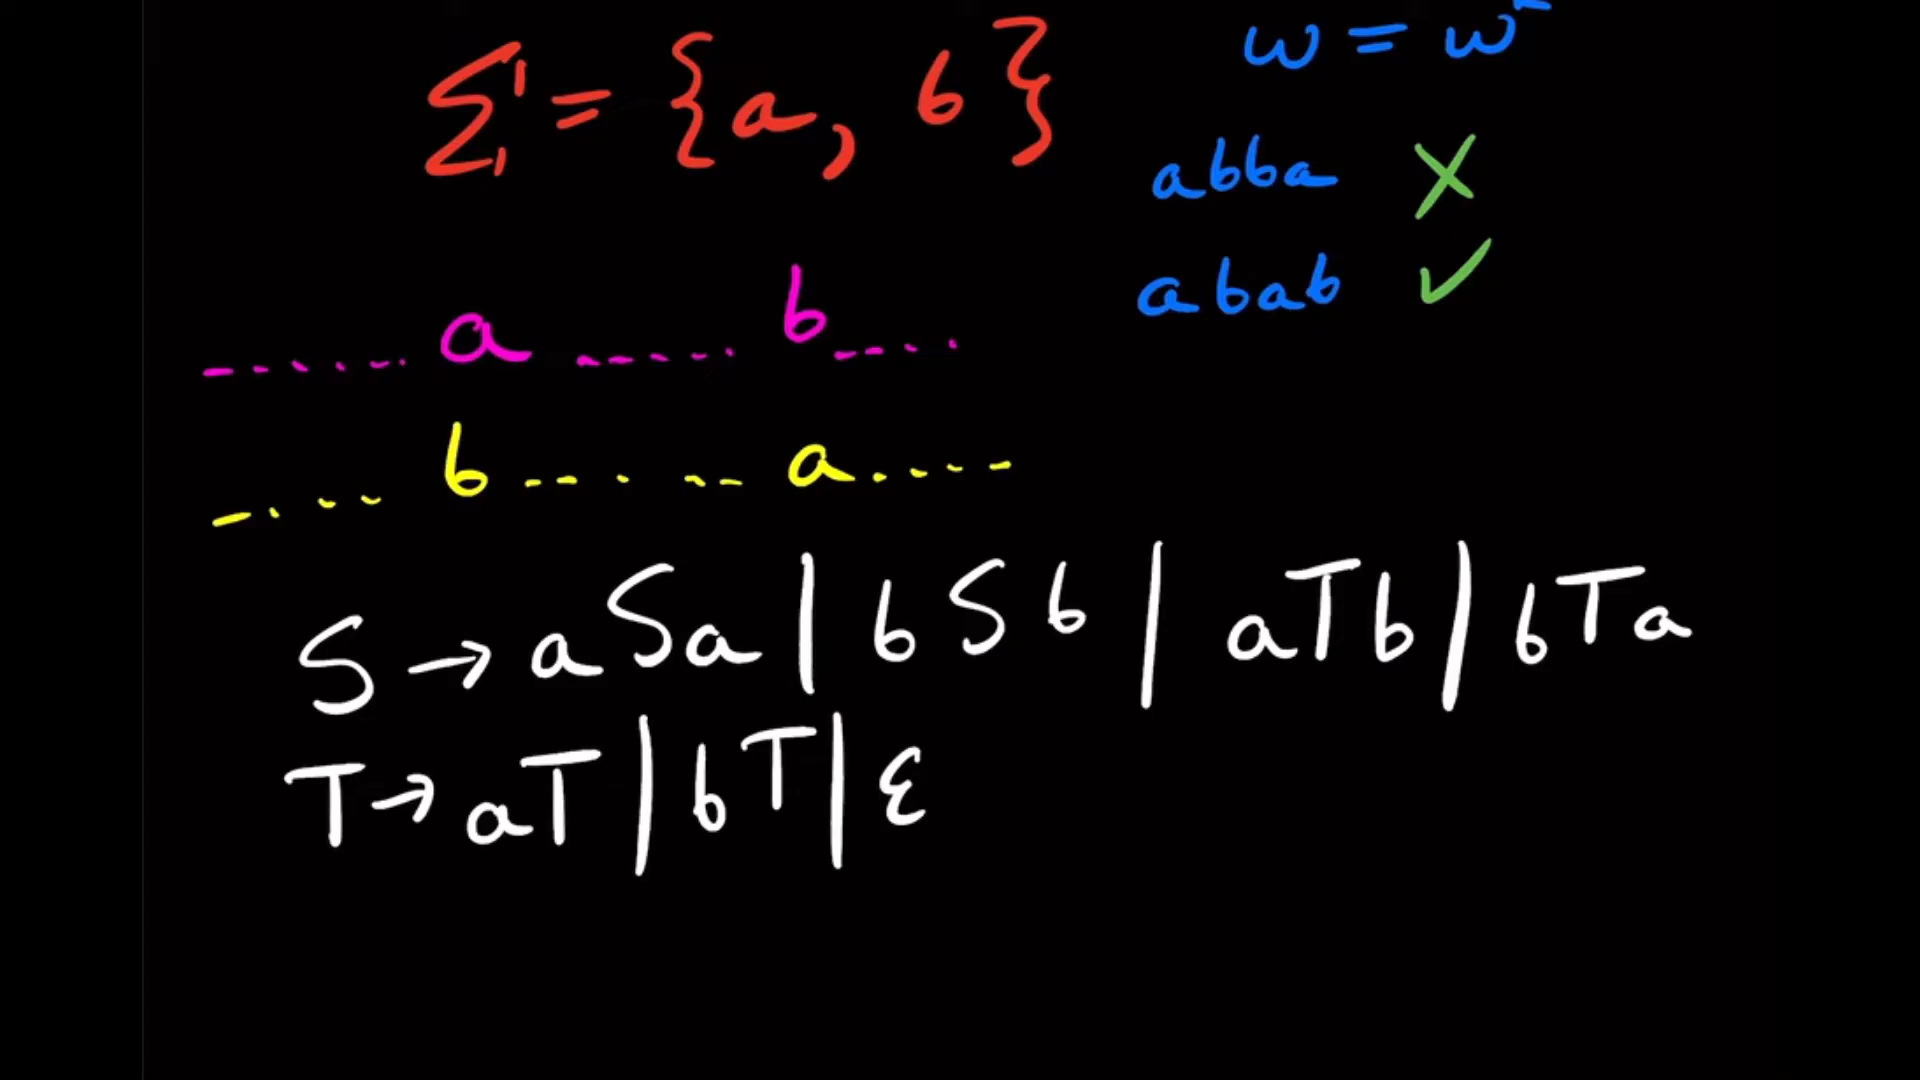 Σ = {a, b}
w = w
abba ✗
abab ✓
------ a ------ b ----
---- b ------ a ----
S → aSa | bSb | aTb | bTa
T → aT | bT | ε